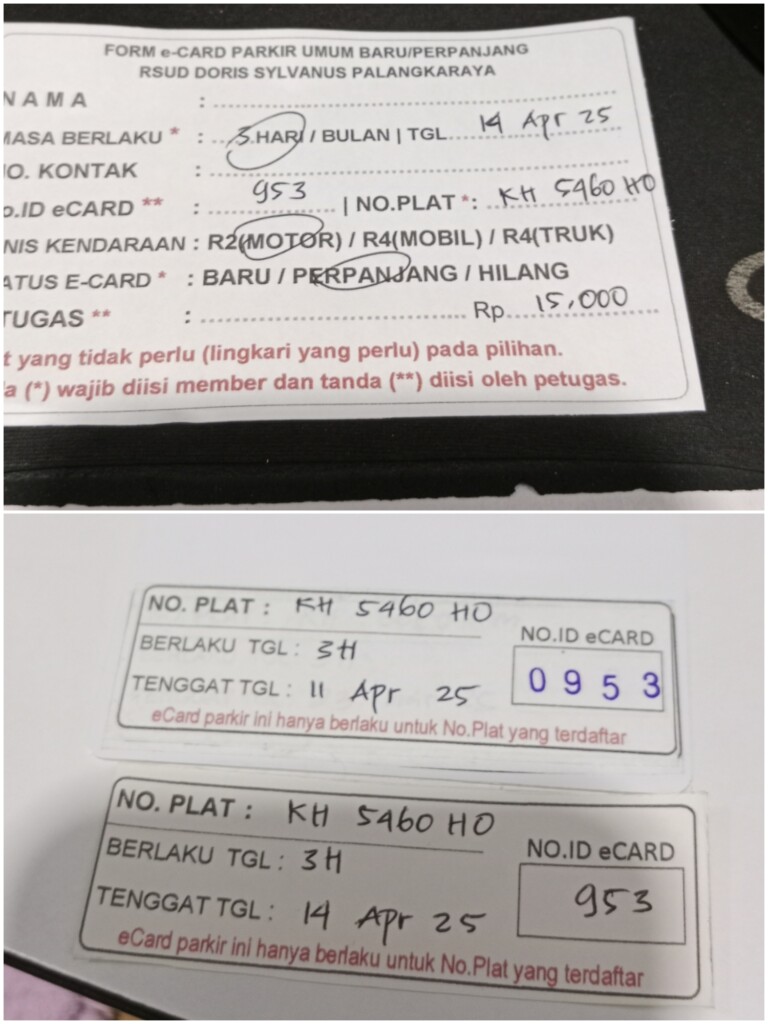 FORM e-CARD PARKIR UMUM BARU/PERPANJANG
RSUD DORIS SYLVANUS PALANGKARAYA
NAMA :
MASA BERLAKU * : 3 HARI / BULAN | TGL 14 Apr 25
NO. KONTAK :
ID eCARD ** : 953 | NO.PLAT *: KH 5460 HO
NIS KENDARAAN : R2(MOTOR) / R4(MOBIL) / R4(TRUK)
ATUS E-CARD * : BARU / PERPANJANG / HILANG
TUGAS ** : Rp. 15.000
t yang tidak perlu (lingkari yang perlu) pada pilihan.
a (*) wajib diisi member dan tanda (**) diisi oleh petugas.
NO. PLAT : KH 5460 HO
NO.ID eCARD
BERLAKU TGL : 3H
0953
TENGGAT TGL : 11 Apr 25
eCard parkir ini hanya berlaku untuk No.Plat yang terdaftar
NO. PLAT : KH 5460 HO
NO.ID eCARD
BERLAKU TGL : 3H
953
TENGGAT TGL : 14 Apr 25
eCard parkir ini hanya berlaku untuk No.Plat yang terdaftar